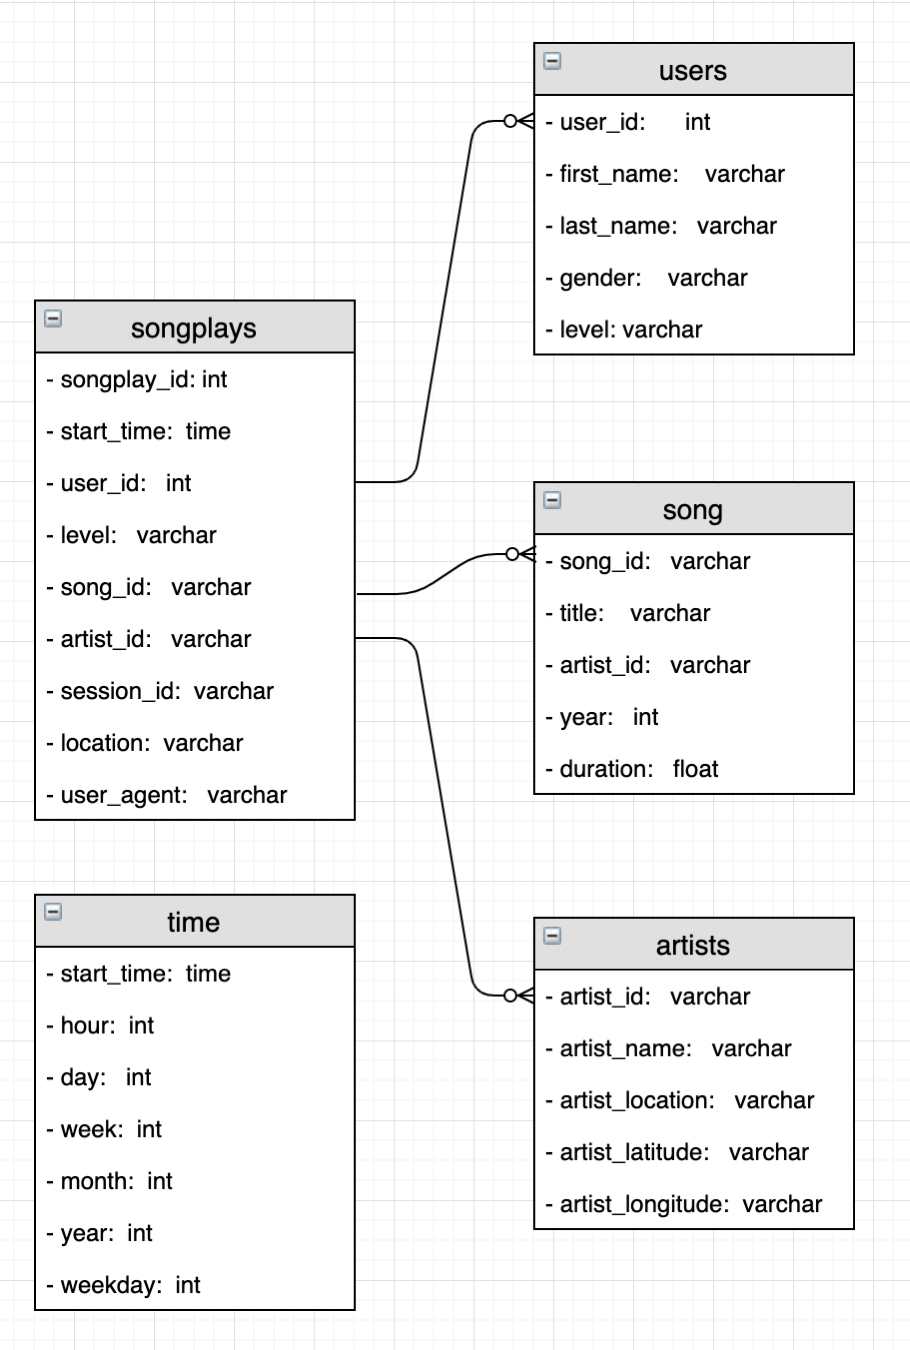 users
- user_id: int
- first_name: varchar
- last_name: varchar
- gender: varchar
- level: varchar
songplays
- songplay_id: int
- start_time: time
- user_id: int
- level: varchar
- song_id: varchar
- artist_id: varchar
- session_id: varchar
- location: varchar
- user_agent: varchar
song
- song_id: varchar
- title: varchar
- artist_id: varchar
- year: int
- duration: float
time
- start_time: time
- hour: int
- day: int
- week: int
- month: int
- year: int
- weekday: int
artists
- artist_id: varchar
- artist_name: varchar
- artist_location: varchar
- artist_latitude: varchar
- artist_longitude: varchar